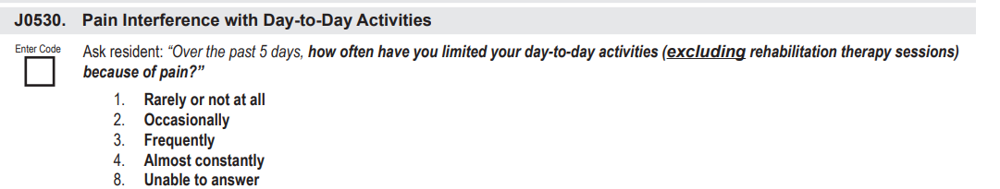 J0530. Pain Interference with Day-to-Day Activities
Enter Code
Ask resident: “Over the past 5 days, how often have you limited your day-to-day activities (excluding rehabilitation therapy sessions)
because of pain?”
1. Rarely or not at all
2. Occasionally
3. Frequently
4. Almost constantly
8. Unable to answer